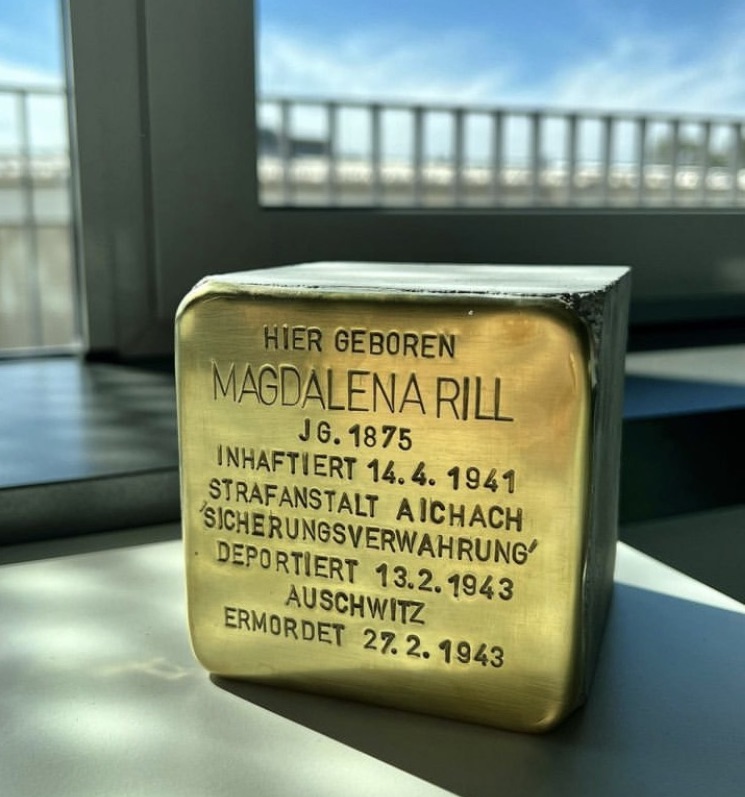 HIER GEBOREN
MAGDALENA RILL
JG. 1875
INHAFTIERT 14.4. 1941
STRAFANSTALT AICHACH
'SICHERUNGSVERWAHRUNG'
DEPORTIERT 13.2.1943
AUSCHWITZ
ERMORDET 27.2.1943